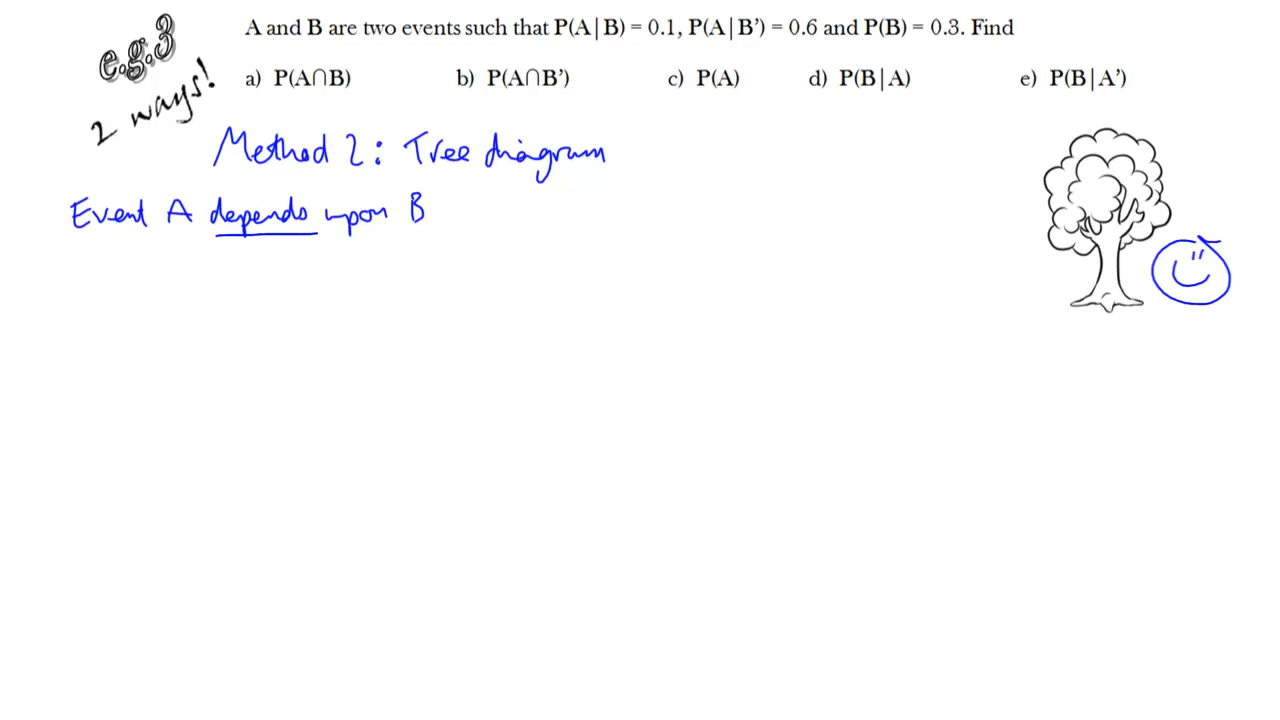 e.g.3
2 ways!
A and B are two events such that P(A|B) = 0.1, P(A|B’) = 0.6 and P(B) = 0.3. Find
a) P(A∩B) b) P(A∩B’) c) P(A) d) P(B|A) e) P(B|A’)
Method 2: Tree diagram
Event A depends upon B